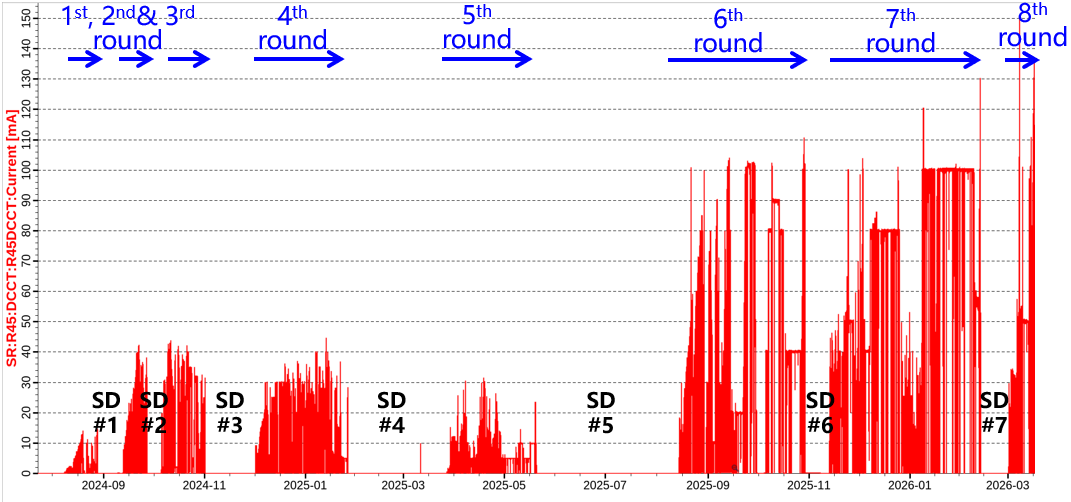 1st, 2nd & 3rd
round
4th
round
5th
round
6th
round
7th
round
8th
round
SR:R45:DCCT:R45DCCT:Current [mA]
150
140
130
120
110
100
90
80
70
60
50
40
30
20
10
0
SD
#1
SD
#2
SD
#3
SD
#4
SD
#5
SD
#6
SD
#7
2024-09
2024-11
2025-01
2025-03
2025-05
2025-07
2025-09
2025-11
2026-01
2026-03